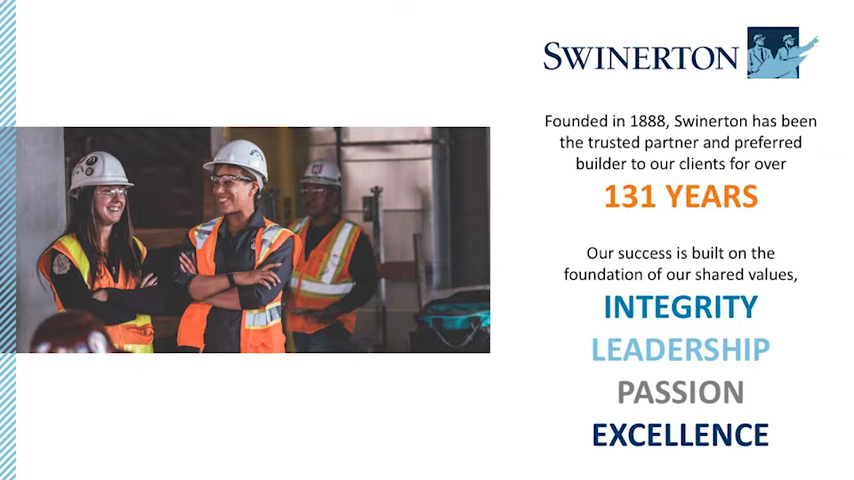 SWINERTON
Founded in 1888, Swinerton has been
the trusted partner and preferred
builder to our clients for over
131 YEARS
Our success is built on the
foundation of our shared values,
INTEGRITY
LEADERSHIP
PASSION
EXCELLENCE